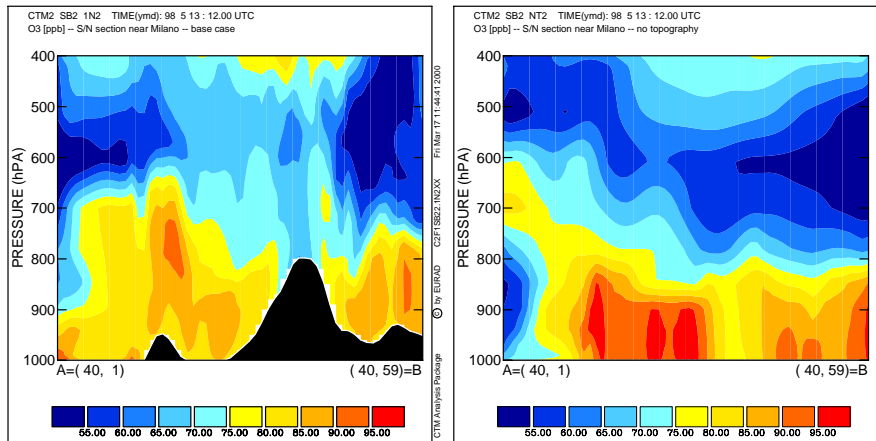 CTM2 SB2 1N2 TIME(ymd): 98 5 13 : 12.00 UTC
O3 [ppb] -- S/N section near Milano -- base case
PRESSURE (hPa)
400
500
600
700
800
900
1000
A=( 40, 1)
( 40, 59)=B
55.00 60.00 65.00 70.00 75.00 80.00 85.00 90.00 95.00
CTM Analysis Package © by EURAD C2F1SB22.1N2XX Fri Mar 17 11:44:41 2000
CTM2 SB2 NT2 TIME(ymd): 98 5 13 : 12.00 UTC
O3 [ppb] -- S/N section near Milano -- no topography
PRESSURE (hPa)
400
500
600
700
800
900
1000
A=( 40, 1)
( 40, 59)=B
55.00 60.00 65.00 70.00 75.00 80.00 85.00 90.00 95.00